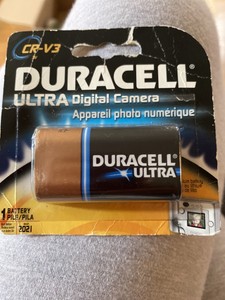 CR-V3
DURACELL
ULTRA Digital Camera
Appareil photo numérique
DURACELL
ULTRA
1 BATTERY
PILE/PILA
2021